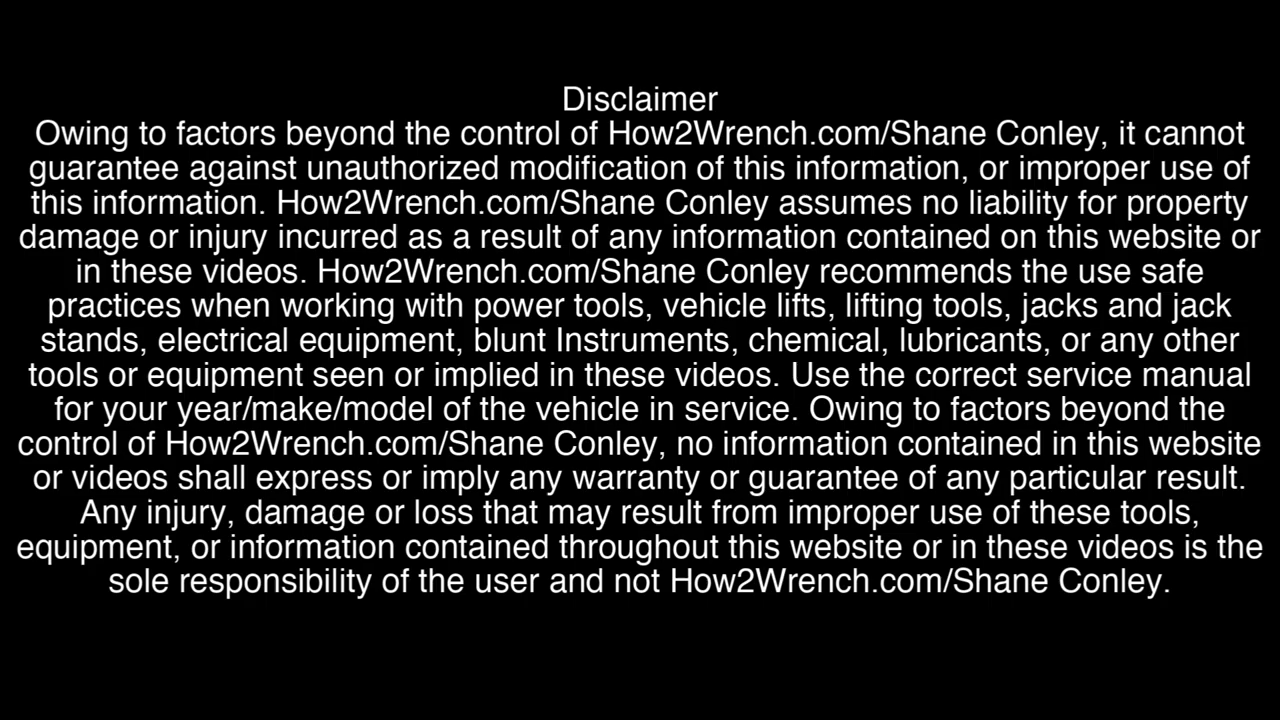 Disclaimer
Owing to factors beyond the control of How2Wrench.com/Shane Conley, it cannot
guarantee against unauthorized modification of this information, or improper use of
this information. How2Wrench.com/Shane Conley assumes no liability for property
damage or injury incurred as a result of any information contained on this website or
in these videos. How2Wrench.com/Shane Conley recommends the use safe
practices when working with power tools, vehicle lifts, lifting tools, jacks and jack
stands, electrical equipment, blunt Instruments, chemical, lubricants, or any other
tools or equipment seen or implied in these videos. Use the correct service manual
for your year/make/model of the vehicle in service. Owing to factors beyond the
control of How2Wrench.com/Shane Conley, no information contained in this website
or videos shall express or imply any warranty or guarantee of any particular result.
Any injury, damage or loss that may result from improper use of these tools,
equipment, or information contained throughout this website or in these videos is the
sole responsibility of the user and not How2Wrench.com/Shane Conley.